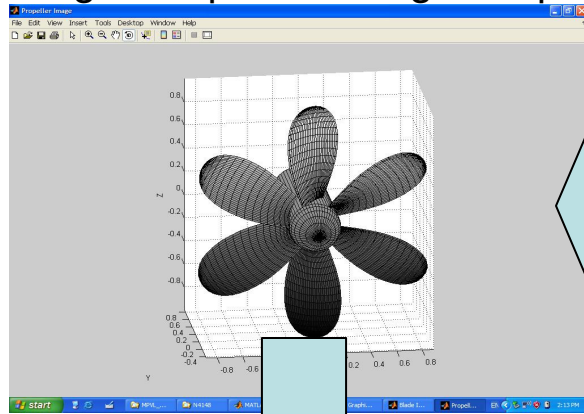 Propeller Image
File Edit View Insert Tools Desktop Window Help
0.8
0.6
0.4
0.2
0
-0.2
-0.4
-0.6
-0.8
Z
0.8
0.6
0.4
0.2
0
-0.2
-0.4
Y
-0.8 -0.6 0.2 0.4 0.6 0.8
start N4148 Graphi... Blade I... Propell... EN 2:13 PM